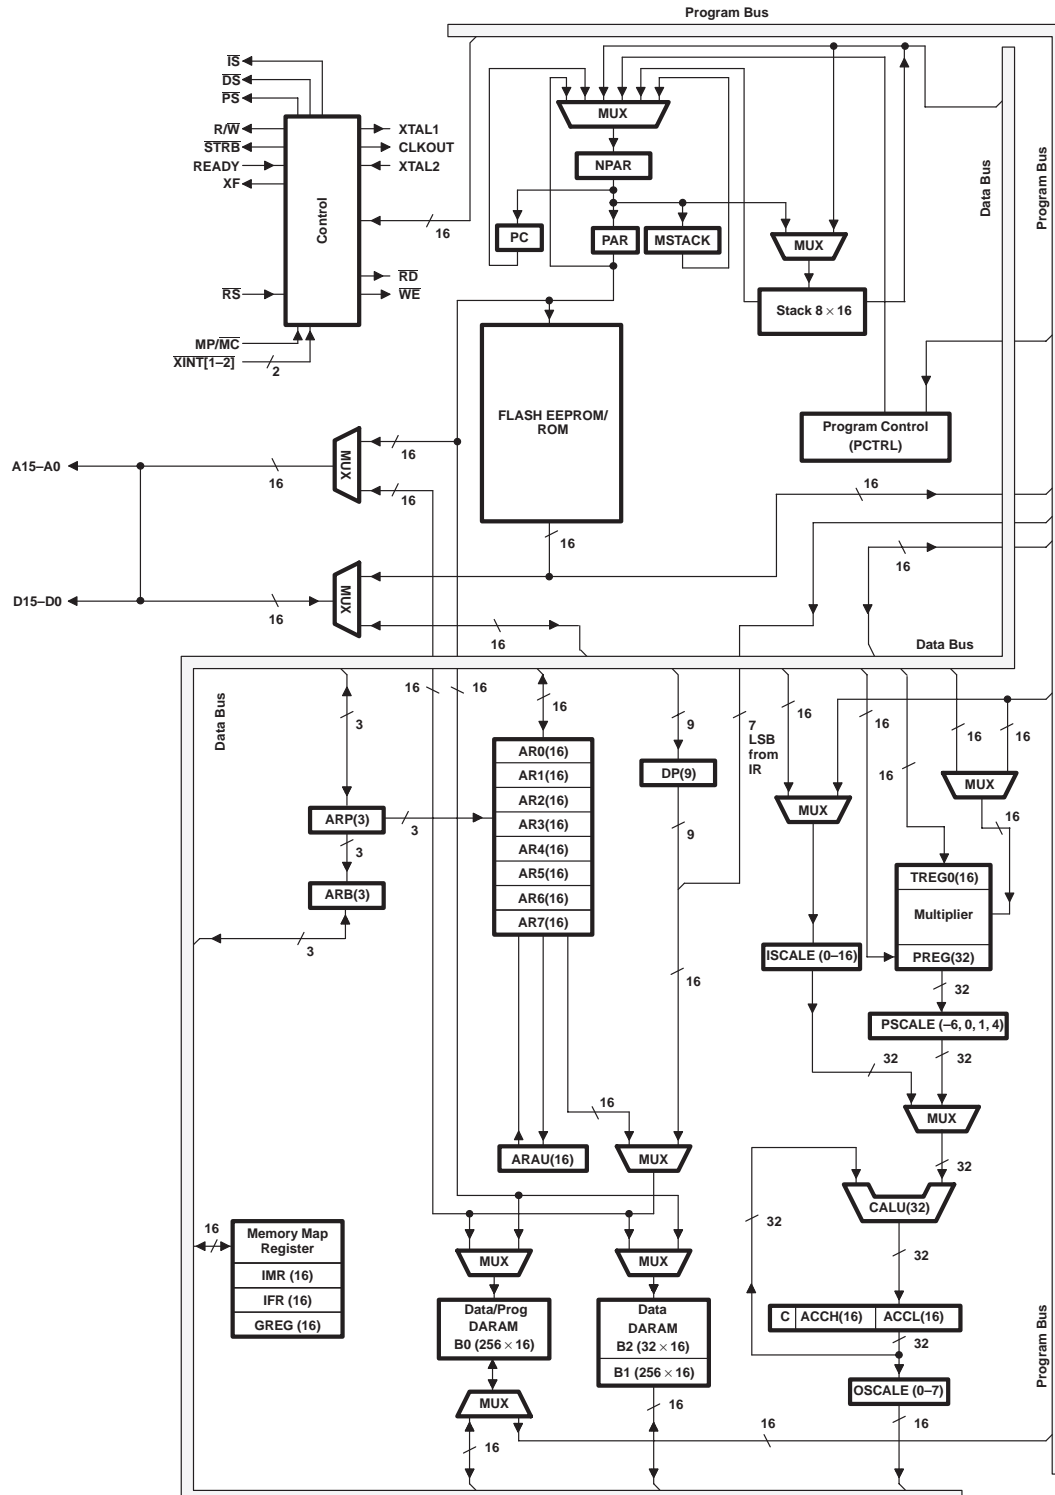 Program Bus
IS
DS
PS
R/W
STRB
READY
XF
RS
MP/MC
XINT[1–2]
2
Control
XTAL1
CLKOUT
XTAL2
16
RD
WE
MUX
NPAR
PC
PAR
MSTACK
MUX
Stack 8 × 16
Data Bus
Program Bus
FLASH EEPROM/
ROM
Program Control
(PCTRL)
A15–A0
16
MUX
16
16
16
16
16
D15–D0
16
MUX
16
Data Bus
Data Bus
3
16
16
16
9
7
LSB
from
IR
16
16
16
16
16
AR0(16)
AR1(16)
AR2(16)
AR3(16)
AR4(16)
AR5(16)
AR6(16)
AR7(16)
DP(9)
MUX
MUX
16
ARP(3)
3
3
9
ARB(3)
3
TREG0(16)
Multiplier
PREG(32)
ISCALE (0–16)
16
32
PSCALE (–6, 0, 1, 4)
32
32
MUX
16
ARAU(16)
MUX
32
CALU(32)
32
32
16
Memory Map
Register
IMR (16)
IFR (16)
GREG (16)
MUX
MUX
Data/Prog
DARAM
B0 (256 × 16)
Data
DARAM
B2 (32 × 16)
B1 (256 × 16)
C
ACCH(16)
ACCL(16)
32
OSCALE (0–7)
MUX
16
16
16
16
Program Bus